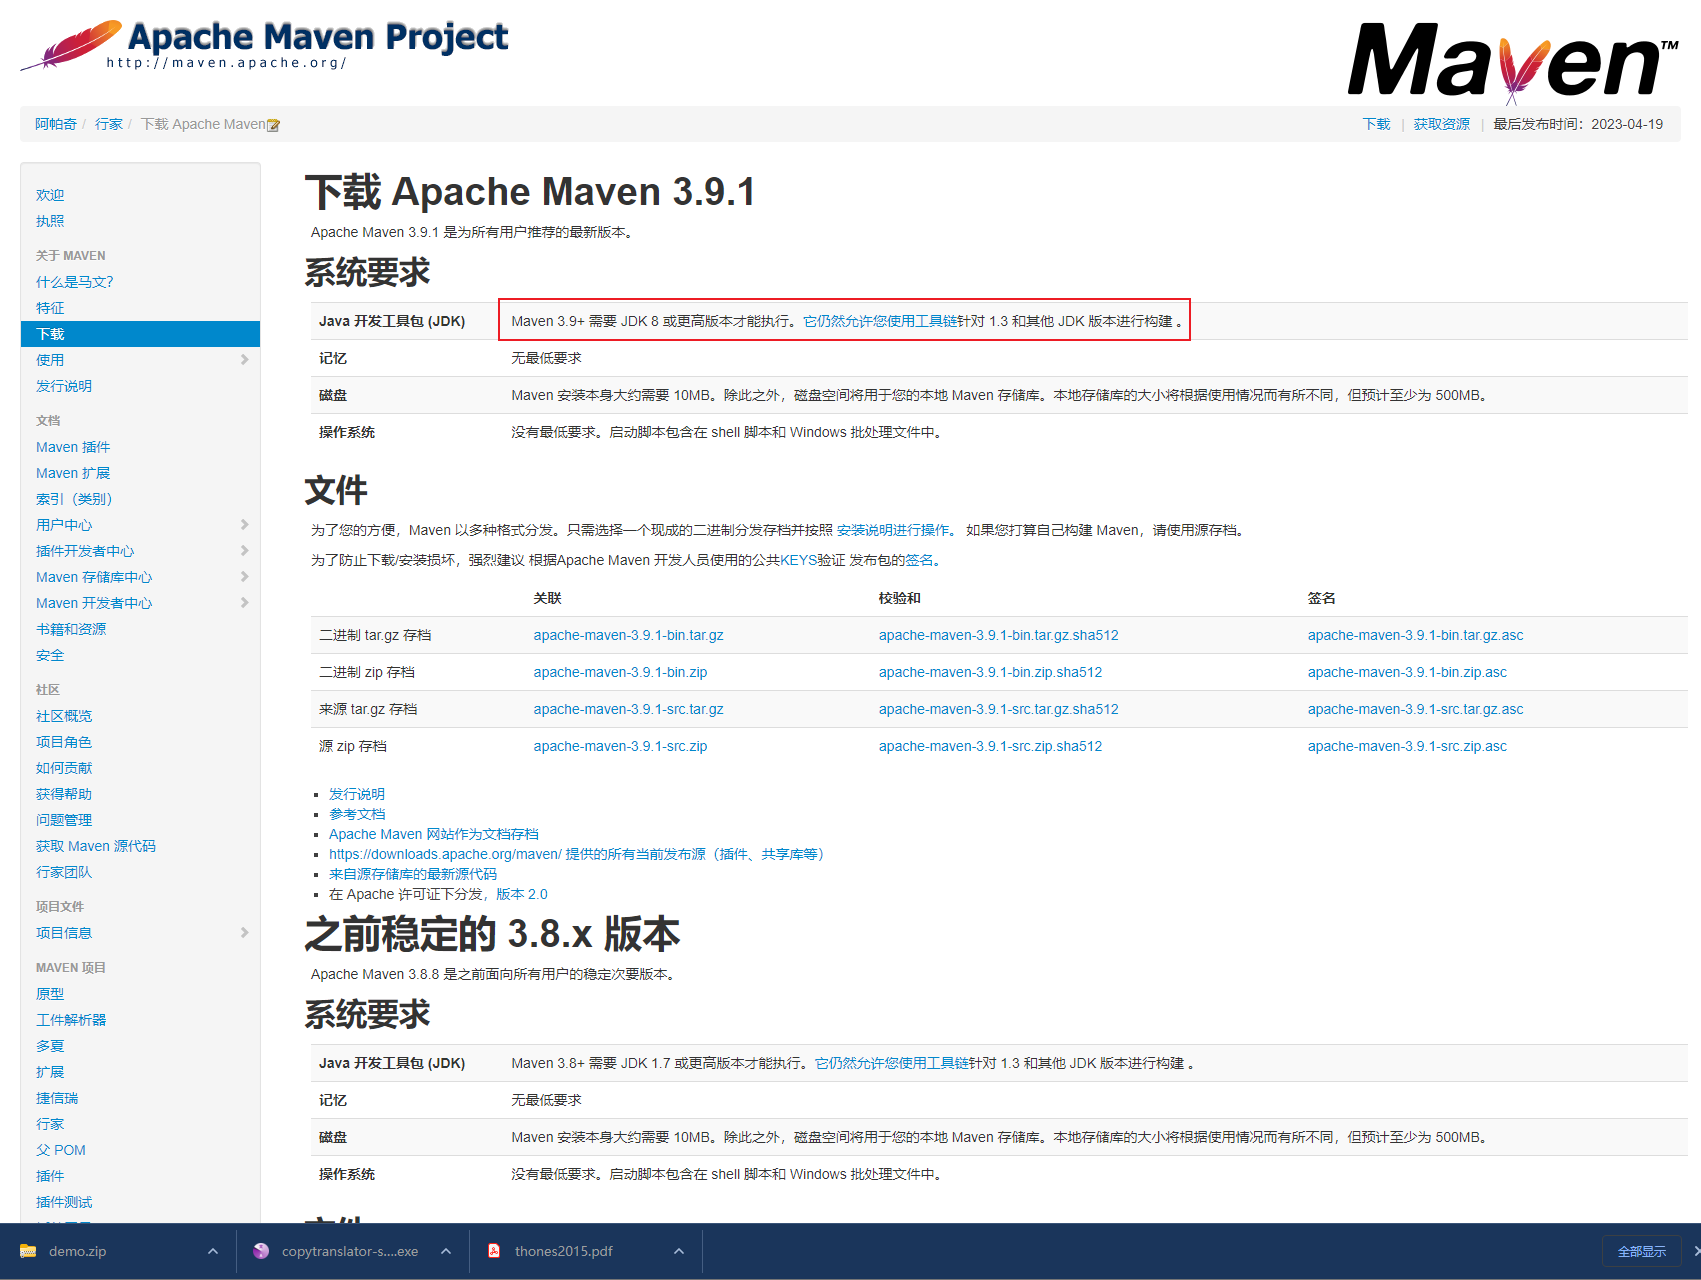 Apache Maven Project
http://maven.apache.org/
Maven™
阿帕奇 / 行家 / 下载 Apache Maven
下载 | 获取资源 | 最后发布时间：2023-04-19
欢迎
执照
关于 MAVEN
什么是马文？
特征
下载
使用
发行说明
文档
Maven 插件
Maven 扩展
索引（类别）
用户中心
插件开发者中心
Maven 存储库中心
Maven 开发者中心
书籍和资源
安全
社区
社区概览
项目角色
如何贡献
获得帮助
问题管理
获取 Maven 源代码
行家团队
项目文件
项目信息
MAVEN 项目
原型
工件解析器
多夏
扩展
捷信瑞
行家
父 POM
插件
插件测试
下载 Apache Maven 3.9.1
Apache Maven 3.9.1 是为所有用户推荐的最新版本。
系统要求
Java 开发工具包 (JDK) Maven 3.9+ 需要 JDK 8 或更高版本才能执行。它仍然允许您使用工具链针对 1.3 和其他 JDK 版本进行构建 。
记忆 无最低要求
磁盘 Maven 安装本身大约需要 10MB。除此之外，磁盘空间将用于您的本地 Maven 存储库。本地存储库的大小将根据使用情况而有所不同，但预计至少为 500MB。
操作系统 没有最低要求。启动脚本包含在 shell 脚本和 Windows 批处理文件中。
文件
为了您的方便，Maven 以多种格式分发。只需选择一个现成的二进制分发存档并按照 安装说明进行操作。 如果您打算自己构建 Maven，请使用源存档。
为了防止下载/安装损坏，强烈建议 根据Apache Maven 开发人员使用的公共KEYS验证 发布包的签名。
关联 校验和 签名
二进制 tar.gz 存档 apache-maven-3.9.1-bin.tar.gz apache-maven-3.9.1-bin.tar.gz.sha512 apache-maven-3.9.1-bin.tar.gz.asc
二进制 zip 存档 apache-maven-3.9.1-bin.zip apache-maven-3.9.1-bin.zip.sha512 apache-maven-3.9.1-bin.zip.asc
来源 tar.gz 存档 apache-maven-3.9.1-src.tar.gz apache-maven-3.9.1-src.tar.gz.sha512 apache-maven-3.9.1-src.tar.gz.asc
源 zip 存档 apache-maven-3.9.1-src.zip apache-maven-3.9.1-src.zip.sha512 apache-maven-3.9.1-src.zip.asc
发行说明
参考文档
Apache Maven 网站作为文档存档
https://downloads.apache.org/maven/ 提供的所有当前发布源（插件、共享库等）
来自源存储库的最新源代码
在 Apache 许可证下分发，版本 2.0
之前稳定的 3.8.x 版本
Apache Maven 3.8.8 是之前面向所有用户的稳定次要版本。
系统要求
Java 开发工具包 (JDK) Maven 3.8+ 需要 JDK 1.7 或更高版本才能执行。它仍然允许您使用工具链针对 1.3 和其他 JDK 版本进行构建 。
记忆 无最低要求
磁盘 Maven 安装本身大约需要 10MB。除此之外，磁盘空间将用于您的本地 Maven 存储库。本地存储库的大小将根据使用情况而有所不同，但预计至少为 500MB。
操作系统 没有最低要求。启动脚本包含在 shell 脚本和 Windows 批处理文件中。
文件
demo.zip copytranslator-s....exe thones2015.pdf 全部显示